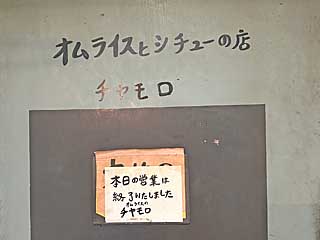 オムライスとシチューの店
チャモロ
本日の営業は
終了いたしました
オムライスの
チャモロ